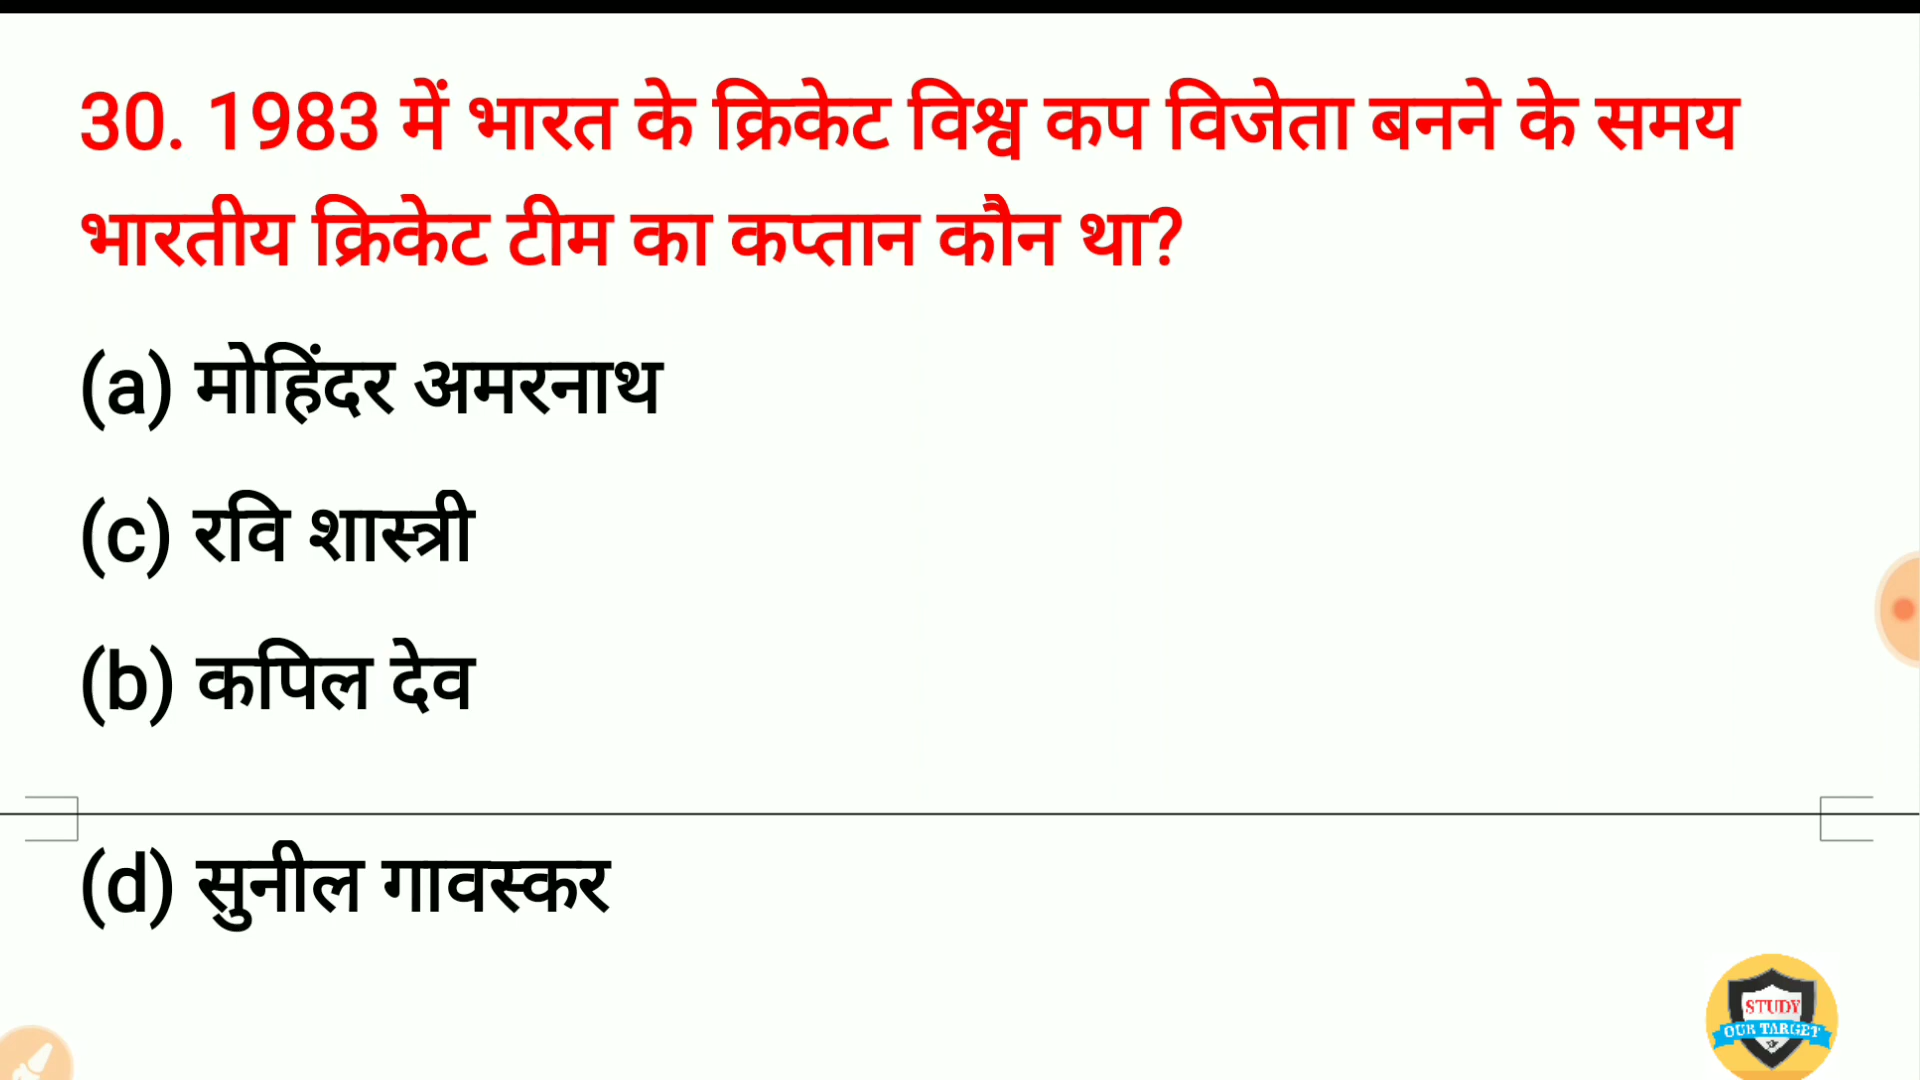 30. 1983 में भारत के क्रिकेट विश्व कप विजेता बनने के समय
भारतीय क्रिकेट टीम का कप्तान कौन था?
(a) मोहिंदर अमरनाथ
(c) रवि शास्त्री
(b) कपिल देव
(d) सुनील गावस्कर
STUDY
OUR TARGET